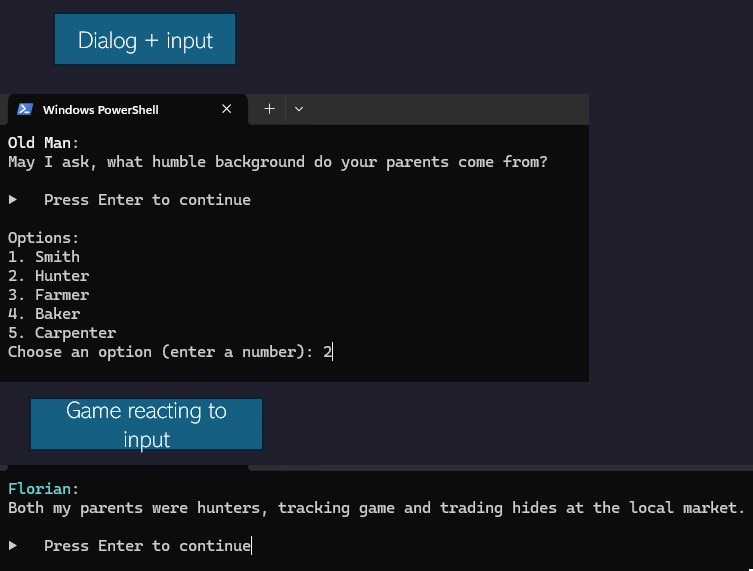 Dialog + input
Windows PowerShell
Old Man:
May I ask, what humble background do your parents come from?
▶ Press Enter to continue
Options:
1. Smith
2. Hunter
3. Farmer
4. Baker
5. Carpenter
Choose an option (enter a number): 2
Game reacting to
input
Florian:
Both my parents were hunters, tracking game and trading hides at the local market.
▶ Press Enter to continue